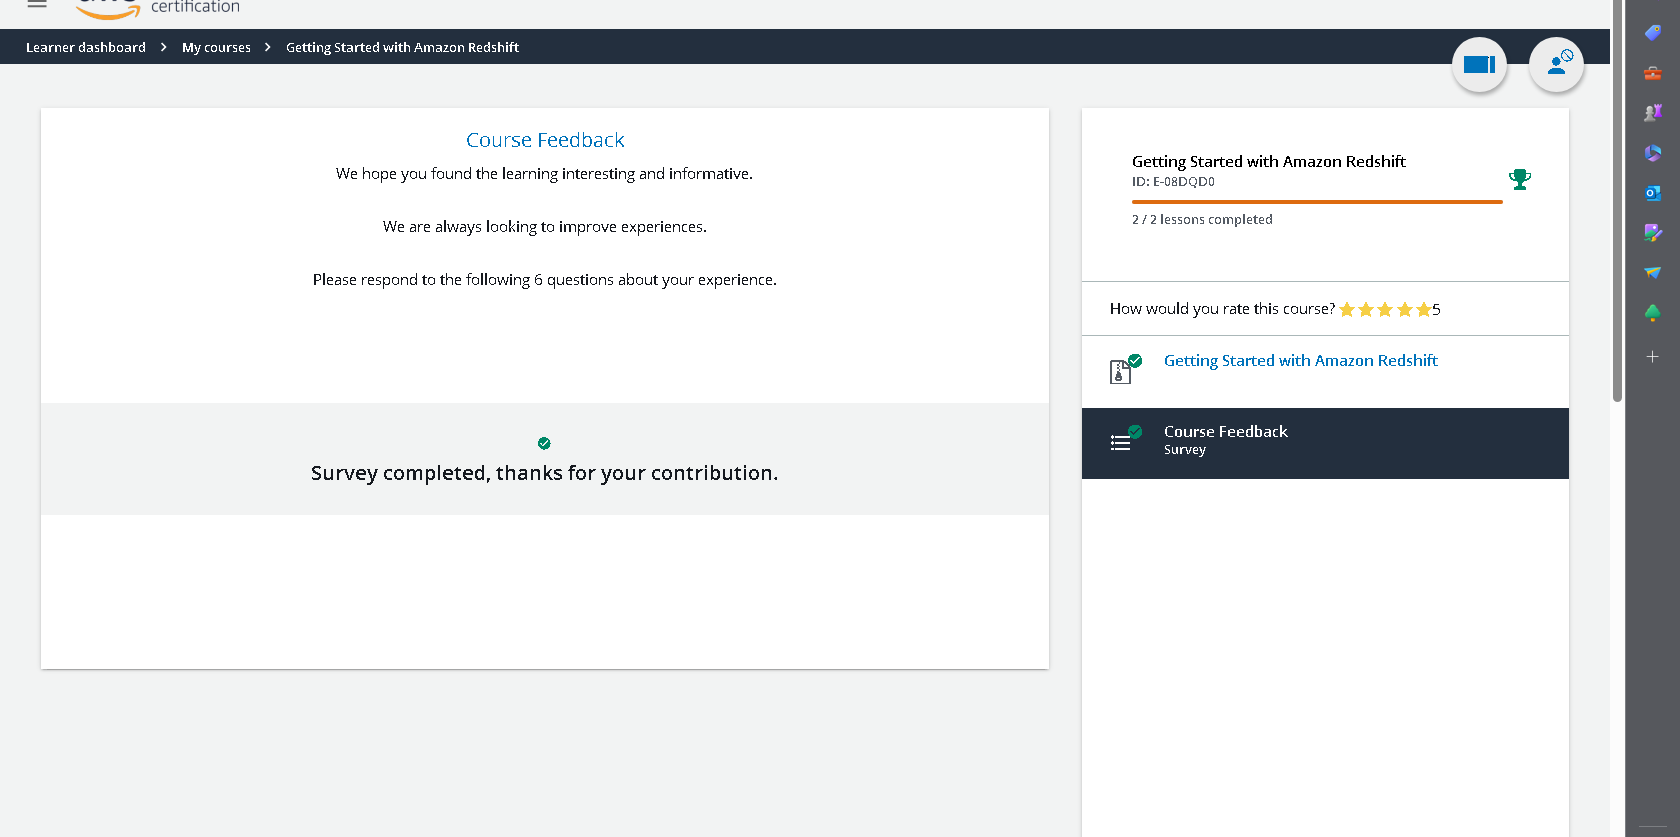 certification
Learner dashboard > My courses > Getting Started with Amazon Redshift
Course Feedback
We hope you found the learning interesting and informative.
We are always looking to improve experiences.
Please respond to the following 6 questions about your experience.
Survey completed, thanks for your contribution.
Getting Started with Amazon Redshift
ID: E-08DQD0
2 / 2 lessons completed
How would you rate this course? 5
Getting Started with Amazon Redshift
Course Feedback
Survey